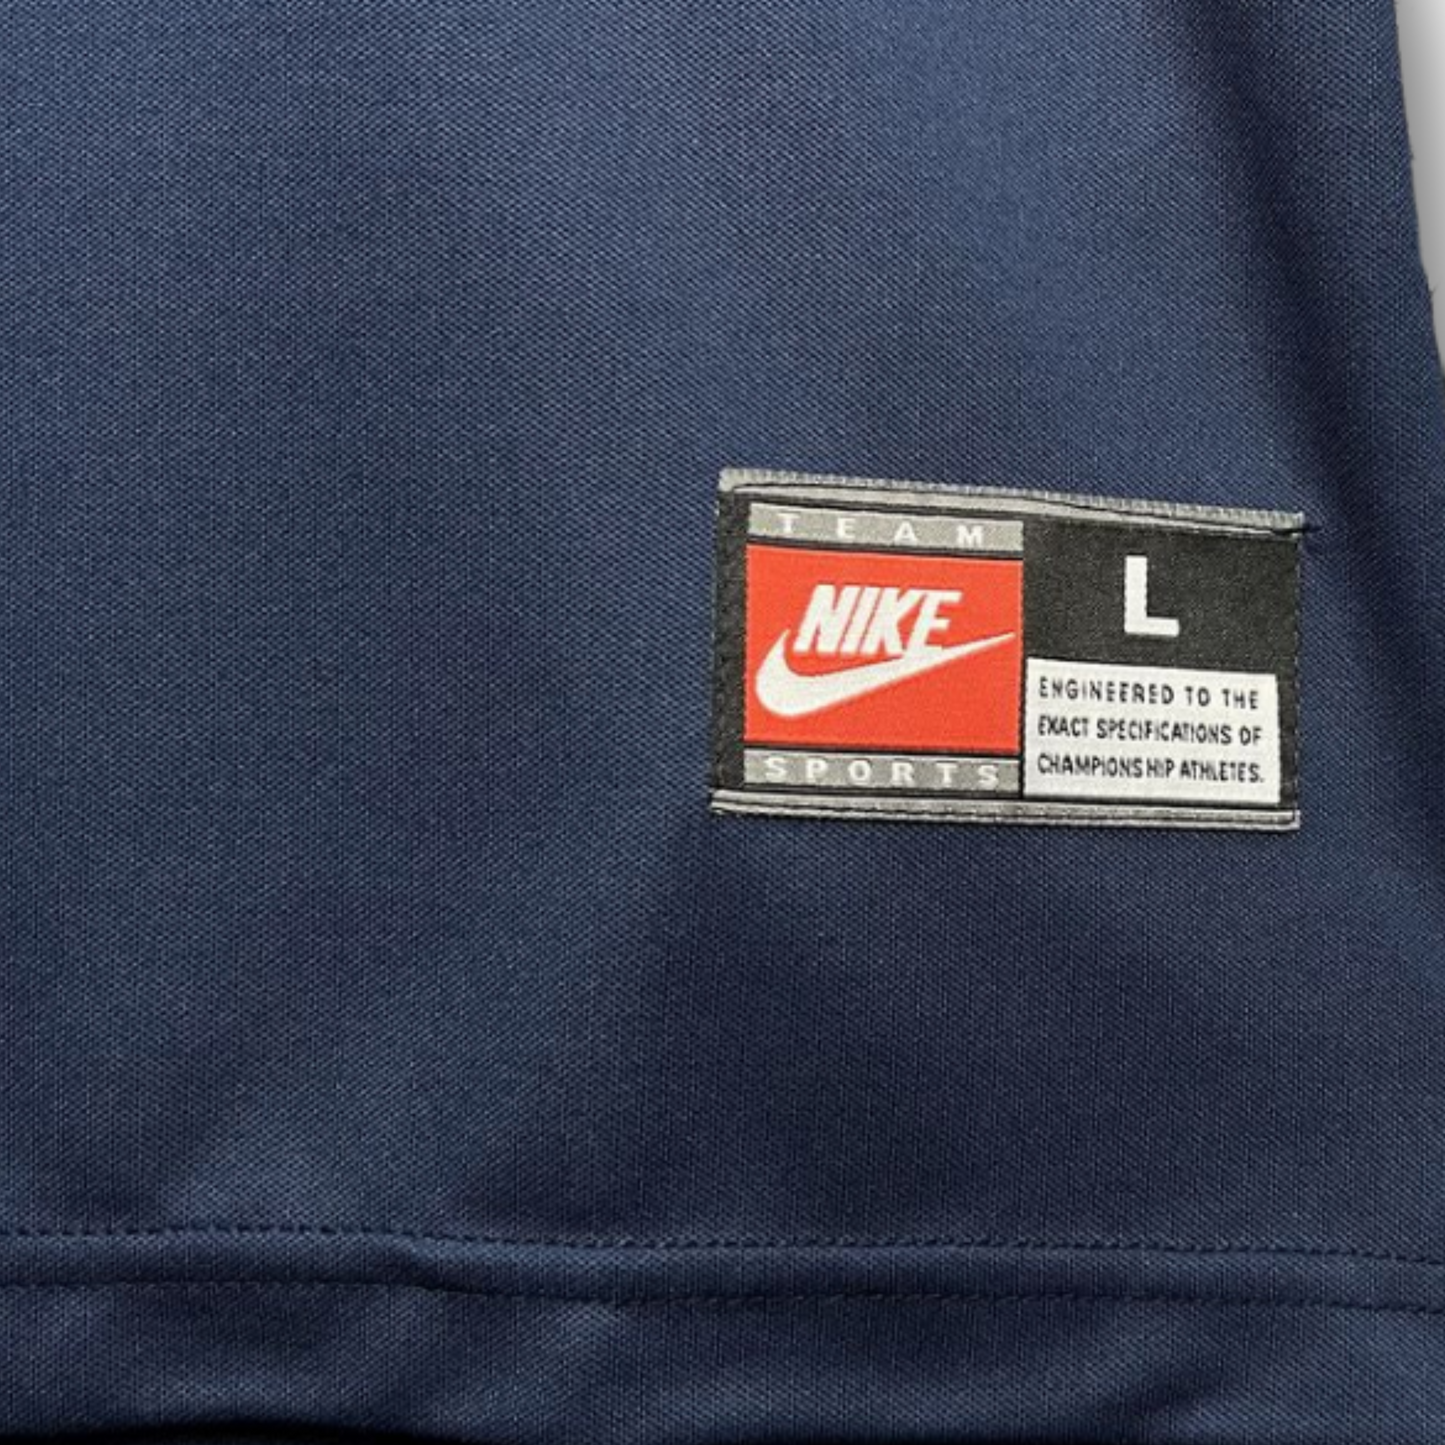 TEAM
NIKE
SPORTS
L
ENGINEERED TO THE
EXACT SPECIFICATIONS OF
CHAMPIONSHIP ATHLETES.